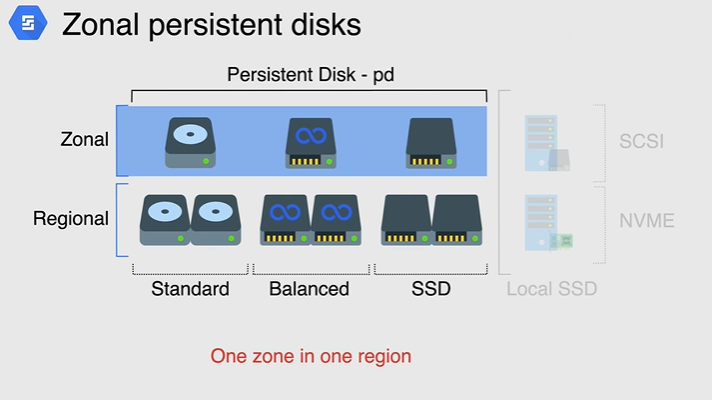 Zonal persistent disks
Persistent Disk - pd
Zonal
SCSI
Regional
NVME
Standard
Balanced
SSD
Local SSD
One zone in one region